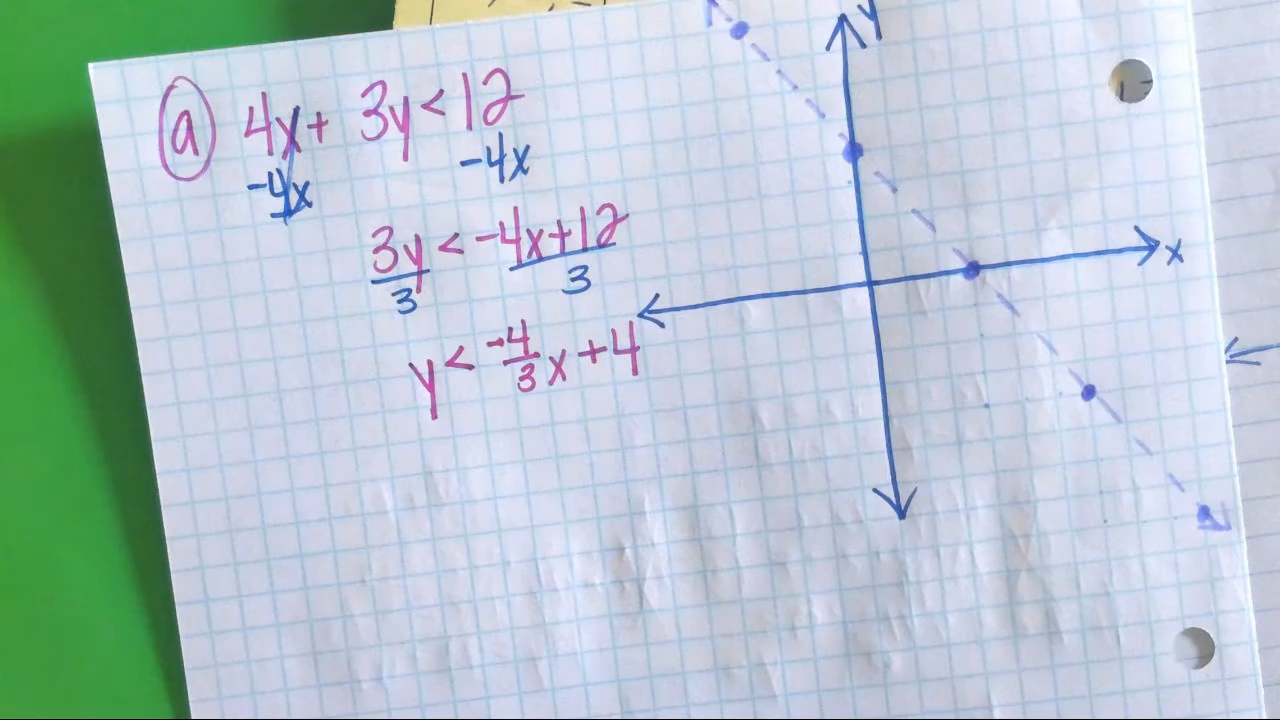 a 4x + 3y < 12
-4x -4x
3y < -4x + 12
3 3
y < -4/3 x + 4
y
x